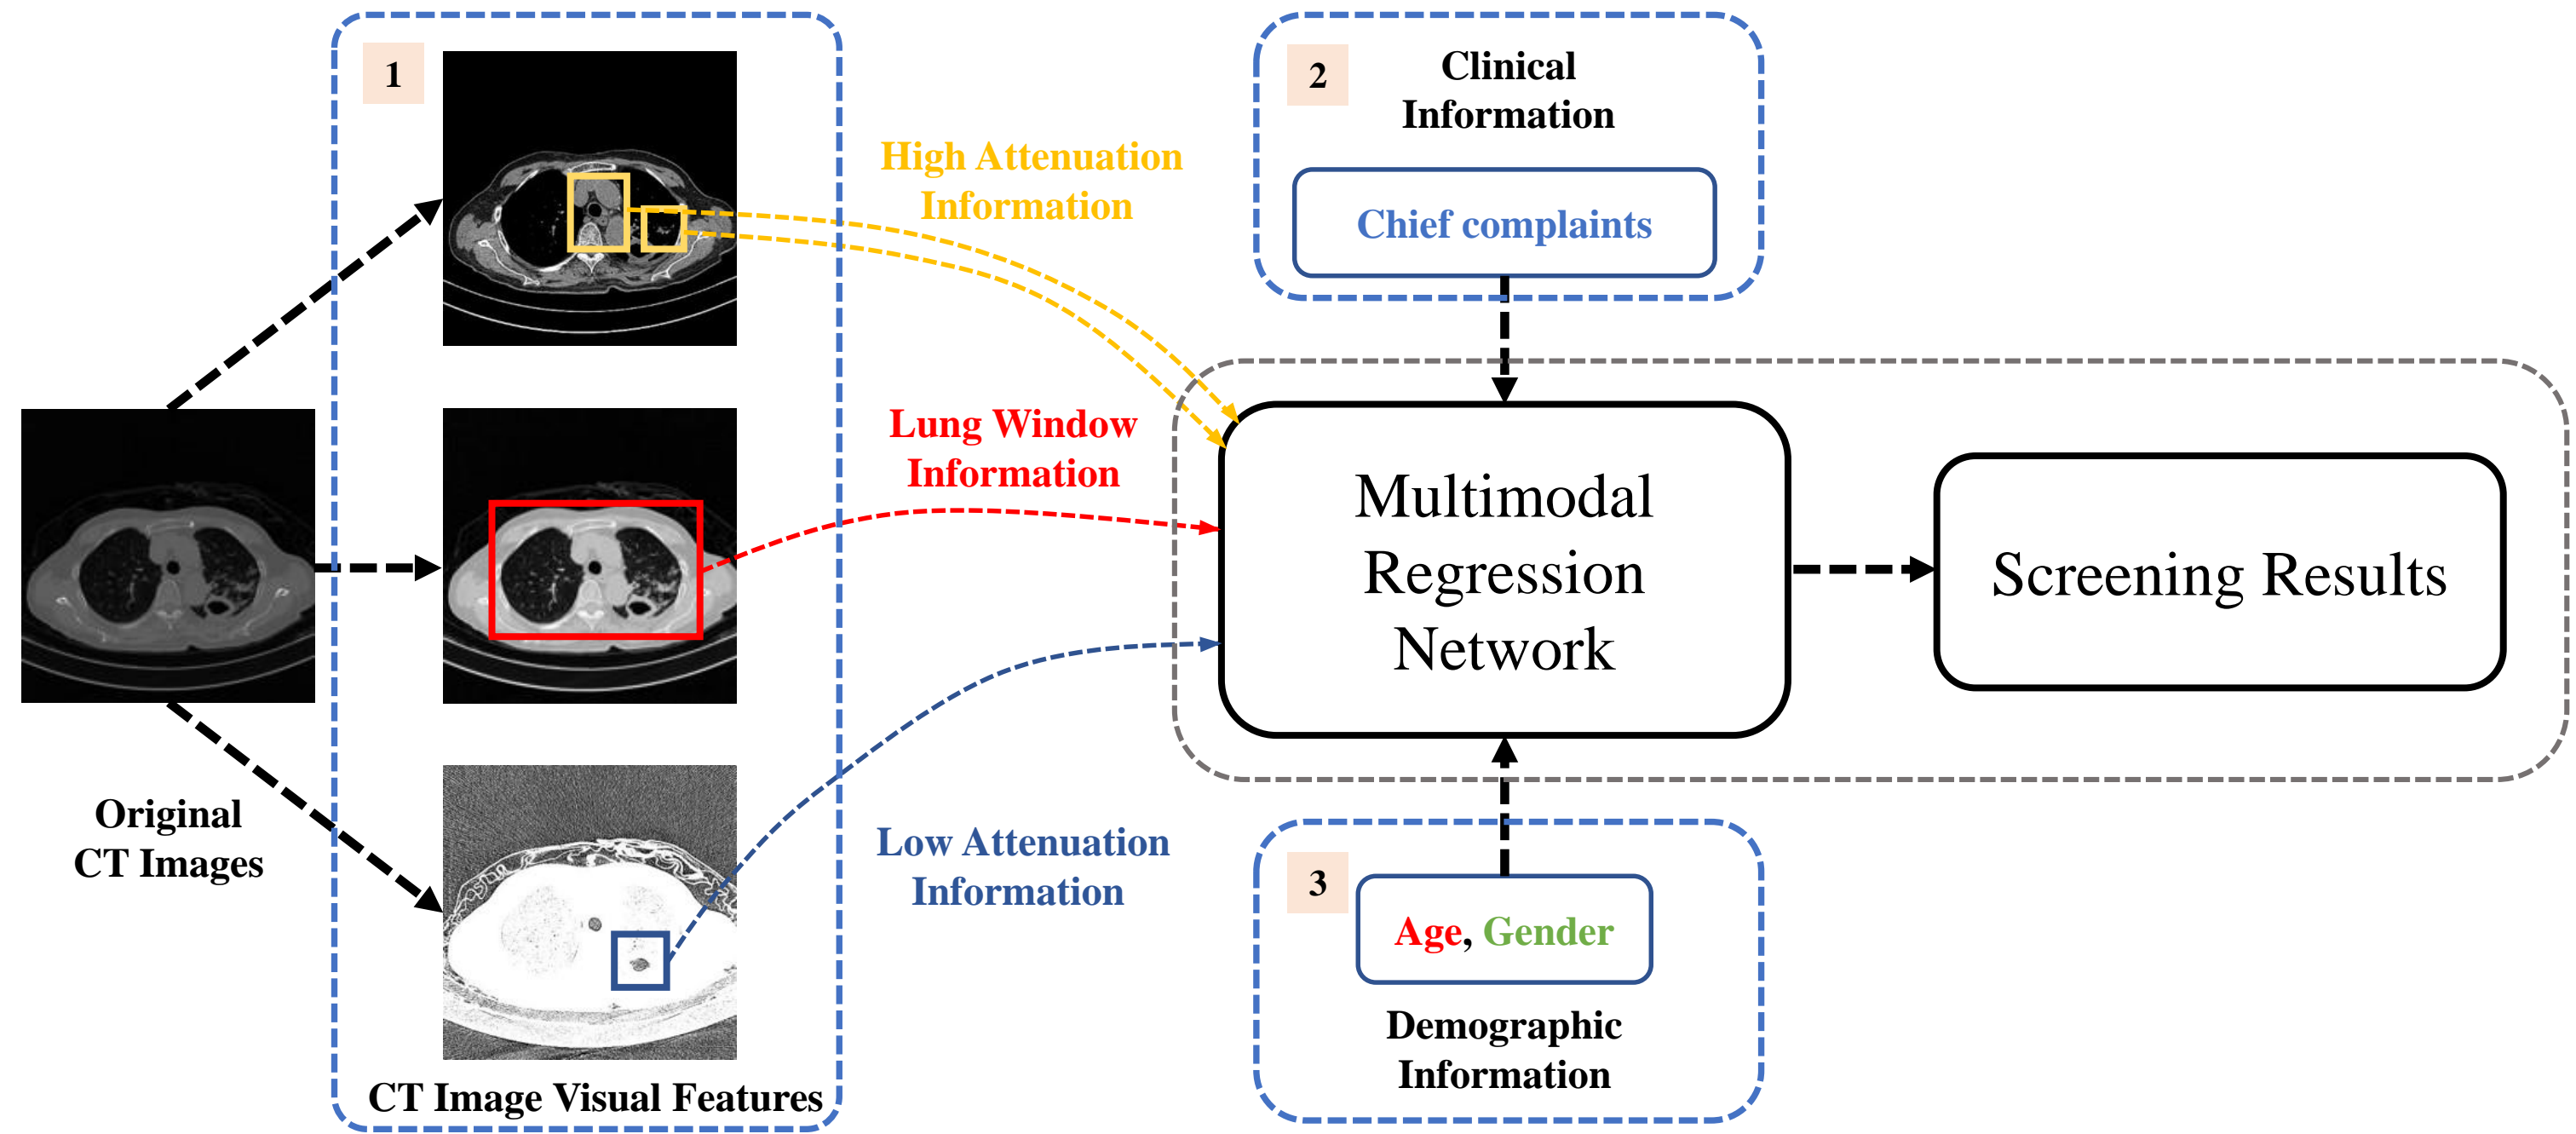 1
High Attenuation
Information
Lung Window
Information
Low Attenuation
Information
Original
CT Images
CT Image Visual Features
2
Clinical
Information
Chief complaints
Multimodal
Regression
Network
Screening Results
3
Age, Gender
Demographic
Information